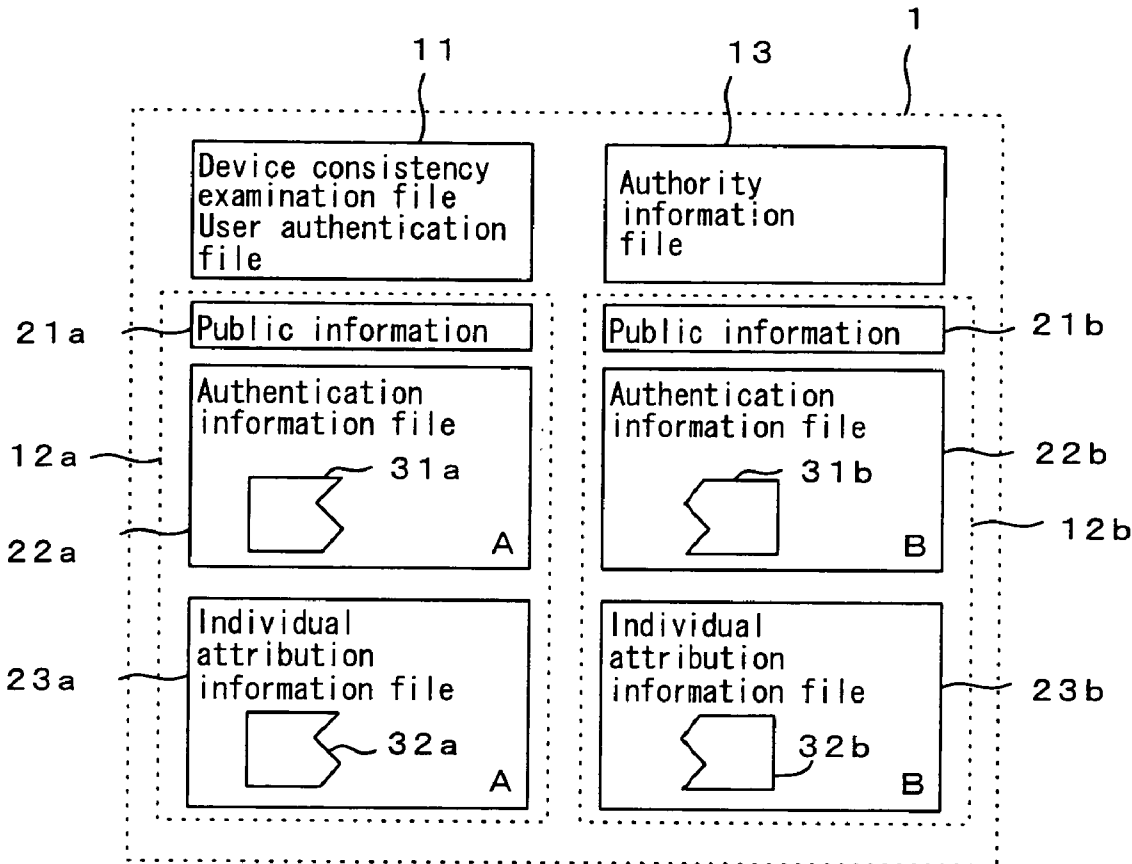 1
11
13
Device consistency
examination file
User authentication
file
Authority
information
file
21a
Public information
Public information
21b
Authentication
information file
Authentication
information file
12a
31a
31b
22b
22a
A
B
12b
Individual
attribution
information file
Individual
attribution
information file
23a
23b
32a
32b
A
B